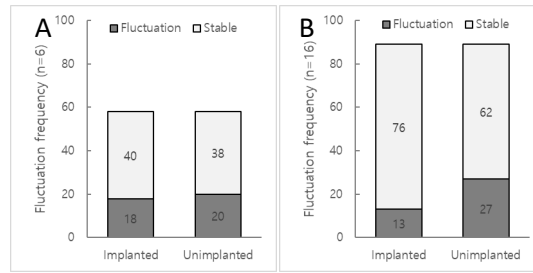 A
Fluctuation Stable
Fluctuation frequency (n=6)
100
80
60
40
20
0
40
38
18
20
Implanted Unimplanted
B
Fluctuation Stable
Fluctuation frequency (n=16)
100
80
60
40
20
0
76
62
13
27
Implanted Unimplanted